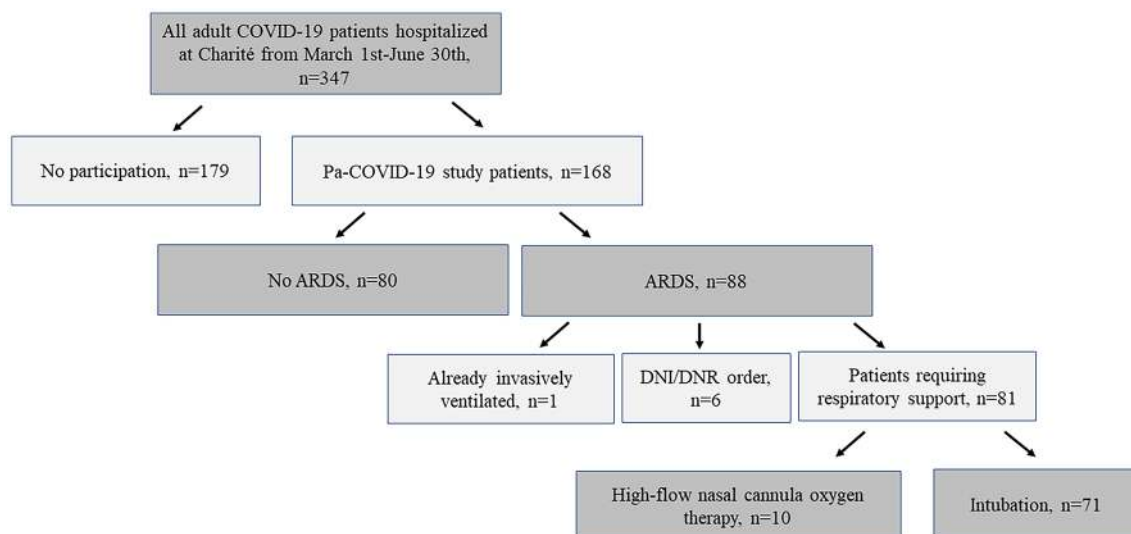 All adult COVID-19 patients hospitalized
at Charité from March 1st-June 30th,
n=347
No participation, n=179
Pa-COVID-19 study patients, n=168
No ARDS, n=80
ARDS, n=88
Already invasively
ventilated, n=1
DNI/DNR order,
n=6
Patients requiring
respiratory support, n=81
High-flow nasal cannula oxygen
therapy, n=10
Intubation, n=71